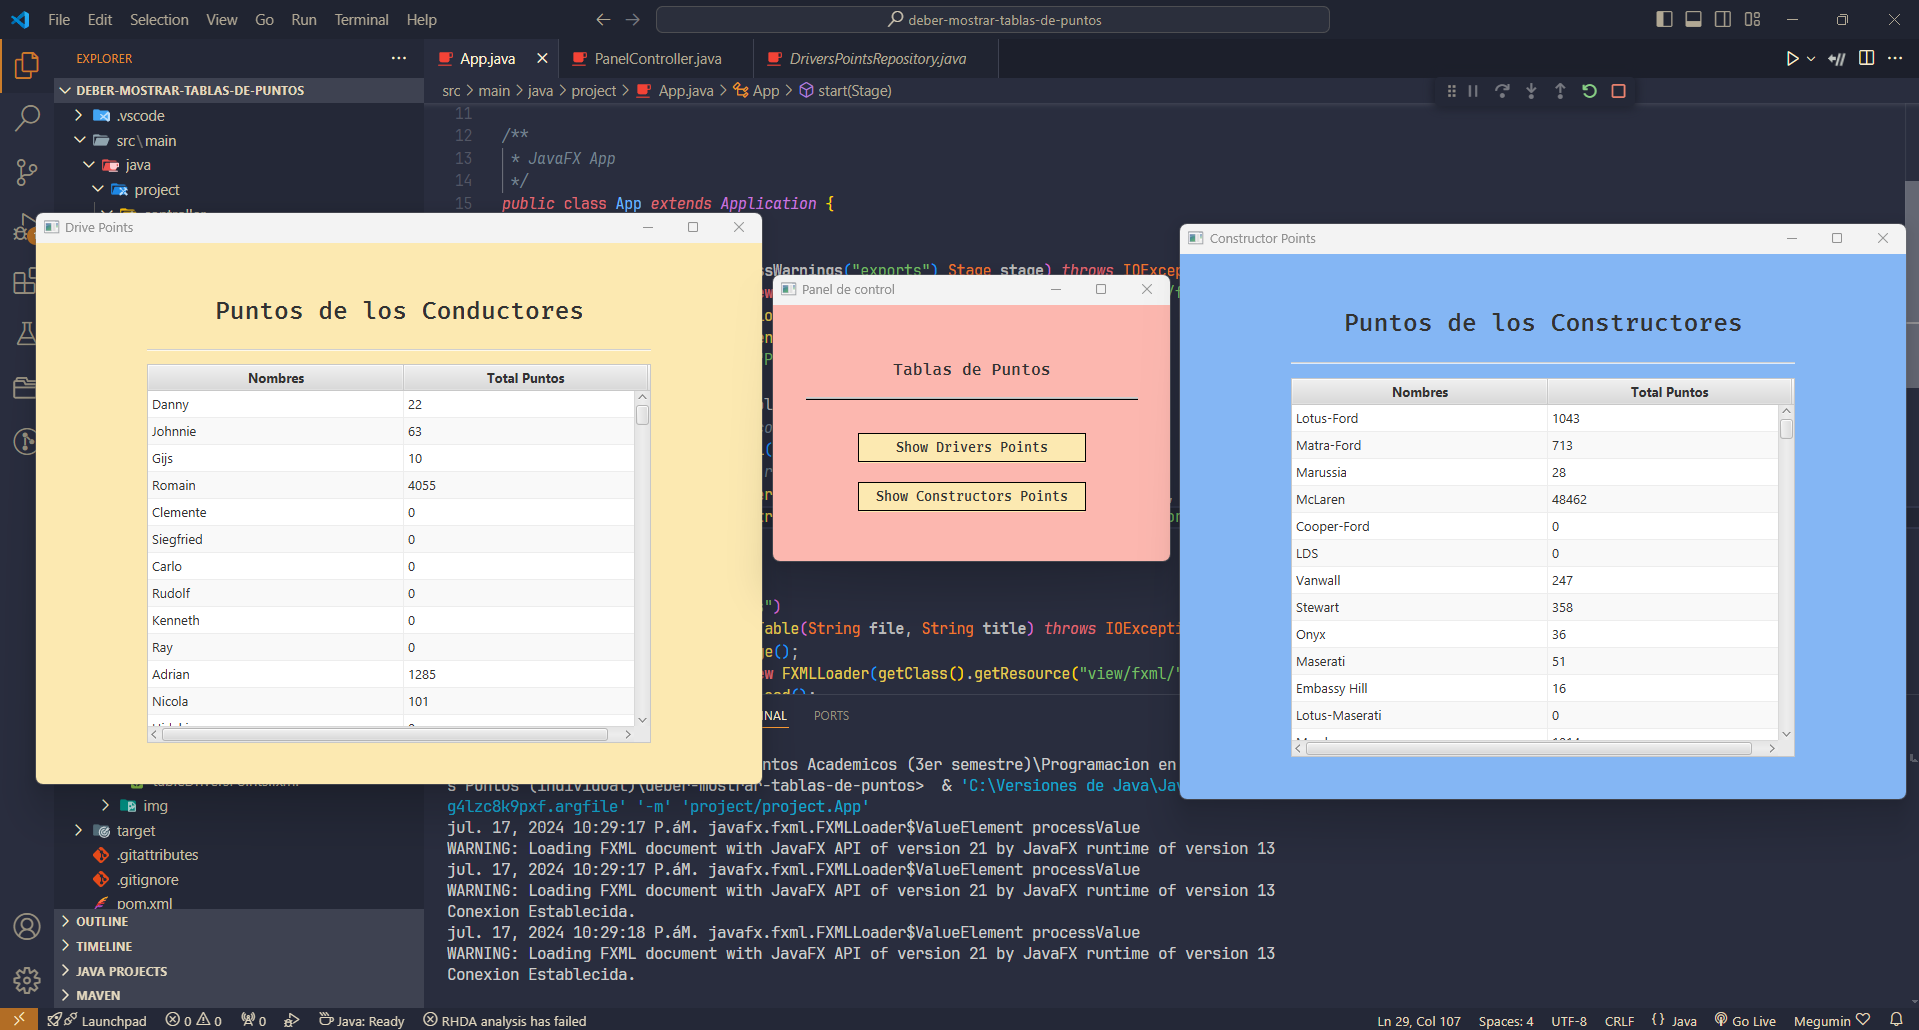 File Edit Selection View Go Run Terminal Help
deber-mostrar-tablas-de-puntos
EXPLORER
App.java PanelController.java DriversPointsRepository.java
DEBER-MOSTRAR-TABLAS-DE-PUNTOS
.vscode
src\main
java
project
src > main > java > project > App.java > App > start(Stage)
11
12 /**
13 * JavaFX App
14 */
15 public class App extends Application {
ssWarnings("exports") Stage stage) throws IOExcep
Drive Points
Puntos de los Conductores
Nombres Total Puntos
Danny 22
Johnnie 63
Gijs 10
Romain 4055
Clemente 0
Siegfried 0
Carlo 0
Rudolf 0
Kenneth 0
Ray 0
Adrian 1285
Nicola 101
Panel de control
Tablas de Puntos
Show Drivers Points
Show Constructors Points
Constructor Points
Puntos de los Constructores
Nombres Total Puntos
Lotus-Ford 1043
Matra-Ford 713
Marussia 28
McLaren 48462
Cooper-Ford 0
LDS 0
Vanwall 247
Stewart 358
Onyx 36
Maserati 51
Embassy Hill 16
Lotus-Maserati 0
")
Table(String file, String title) throws IOExcepti
ge();
ew FXMLLoader(getClass().getResource("view/fxml/"
NAL PORTS
ntos Academicos (3er semestre)\Programacion en
s Puntos (individual)\deber-mostrar-tablas-de-puntos> & 'C:\Versiones de Java\Jav
g4lzc8k9pxf.argfile' '-m' 'project/project.App'
jul. 17, 2024 10:29:17 P.áM. javafx.fxml.FXMLLoader$ValueElement processValue
WARNING: Loading FXML document with JavaFX API of version 21 by JavaFX runtime of version 13
jul. 17, 2024 10:29:17 P.áM. javafx.fxml.FXMLLoader$ValueElement processValue
WARNING: Loading FXML document with JavaFX API of version 21 by JavaFX runtime of version 13
Conexion Establecida.
jul. 17, 2024 10:29:18 P.áM. javafx.fxml.FXMLLoader$ValueElement processValue
WARNING: Loading FXML document with JavaFX API of version 21 by JavaFX runtime of version 13
Conexion Establecida.
img
target
.gitattributes
.gitignore
pom.xml
OUTLINE
TIMELINE
JAVA PROJECTS
MAVEN
Launchpad 0 0 0 Java: Ready RHDA analysis has failed
Ln 29, Col 107 Spaces: 4 UTF-8 CRLF {} Java Go Live Megumin